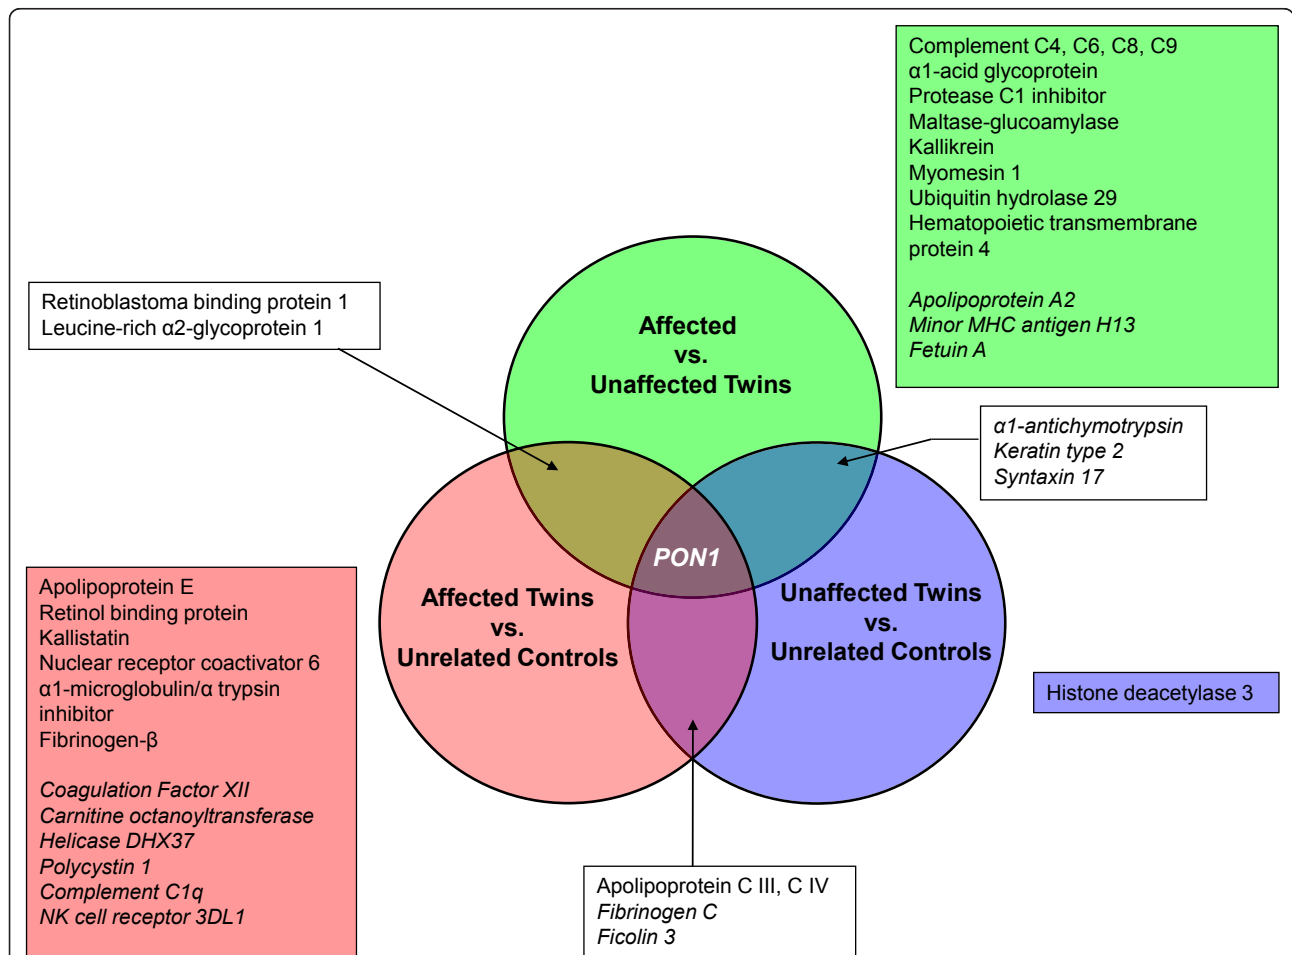 Complement C4, C6, C8, C9
α1-acid glycoprotein
Protease C1 inhibitor
Maltase-glucoamylase
Kallikrein
Myomesin 1
Ubiquitin hydrolase 29
Hematopoietic transmembrane
protein 4
Apolipoprotein A2
Minor MHC antigen H13
Fetuin A
Retinoblastoma binding protein 1
Leucine-rich α2-glycoprotein 1
Affected
vs.
Unaffected Twins
α1-antichymotrypsin
Keratin type 2
Syntaxin 17
PON1
Affected Twins
vs.
Unrelated Controls
Unaffected Twins
vs.
Unrelated Controls
Apolipoprotein E
Retinol binding protein
Kallistatin
Nuclear receptor coactivator 6
α1-microglobulin/α trypsin
inhibitor
Fibrinogen-β
Coagulation Factor XII
Carnitine octanoyltransferase
Helicase DHX37
Polycystin 1
Complement C1q
NK cell receptor 3DL1
Histone deacetylase 3
Apolipoprotein C III, C IV
Fibrinogen C
Ficolin 3